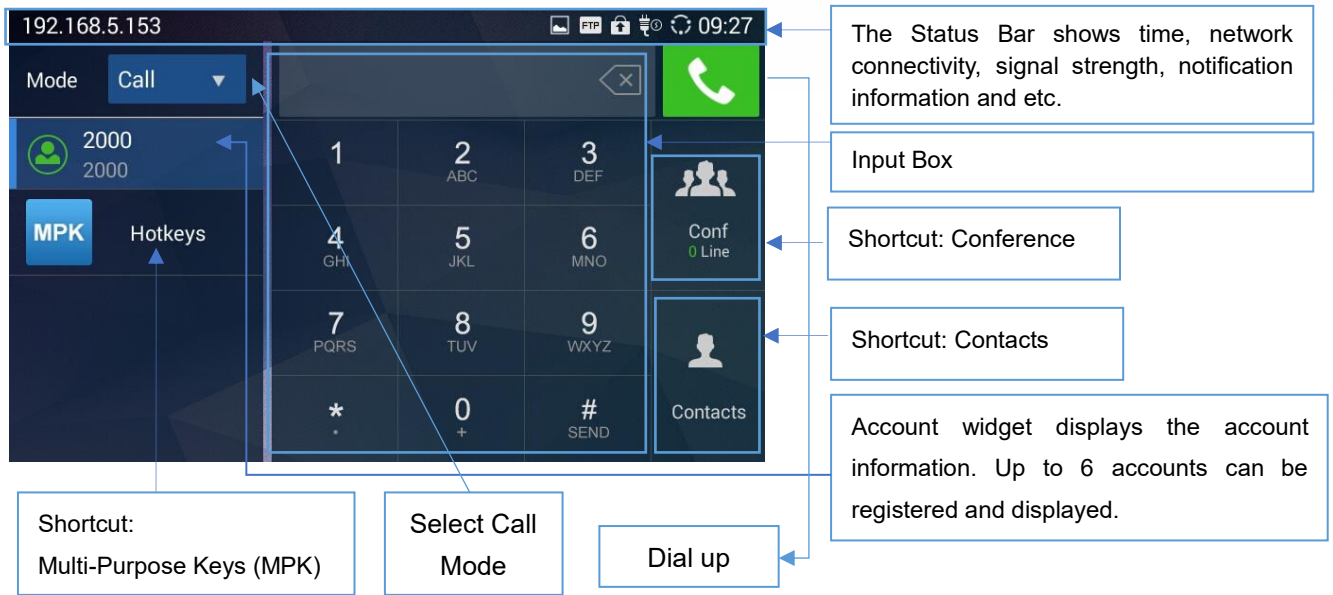 192.168.5.153
FTP
09:27
Mode
Call
2000
2000
MPK
Hotkeys
1
2
ABC
3
DEF
4
GHI
5
JKL
6
MNO
7
PQRS
8
TUV
9
WXYZ
*
.
0
+
#
SEND
Conf
0 Line
Contacts
The Status Bar shows time, network
connectivity, signal strength, notification
information and etc.
Input Box
Shortcut: Conference
Shortcut: Contacts
Account widget displays the account
information. Up to 6 accounts can be
registered and displayed.
Shortcut:
Multi-Purpose Keys (MPK)
Select Call
Mode
Dial up